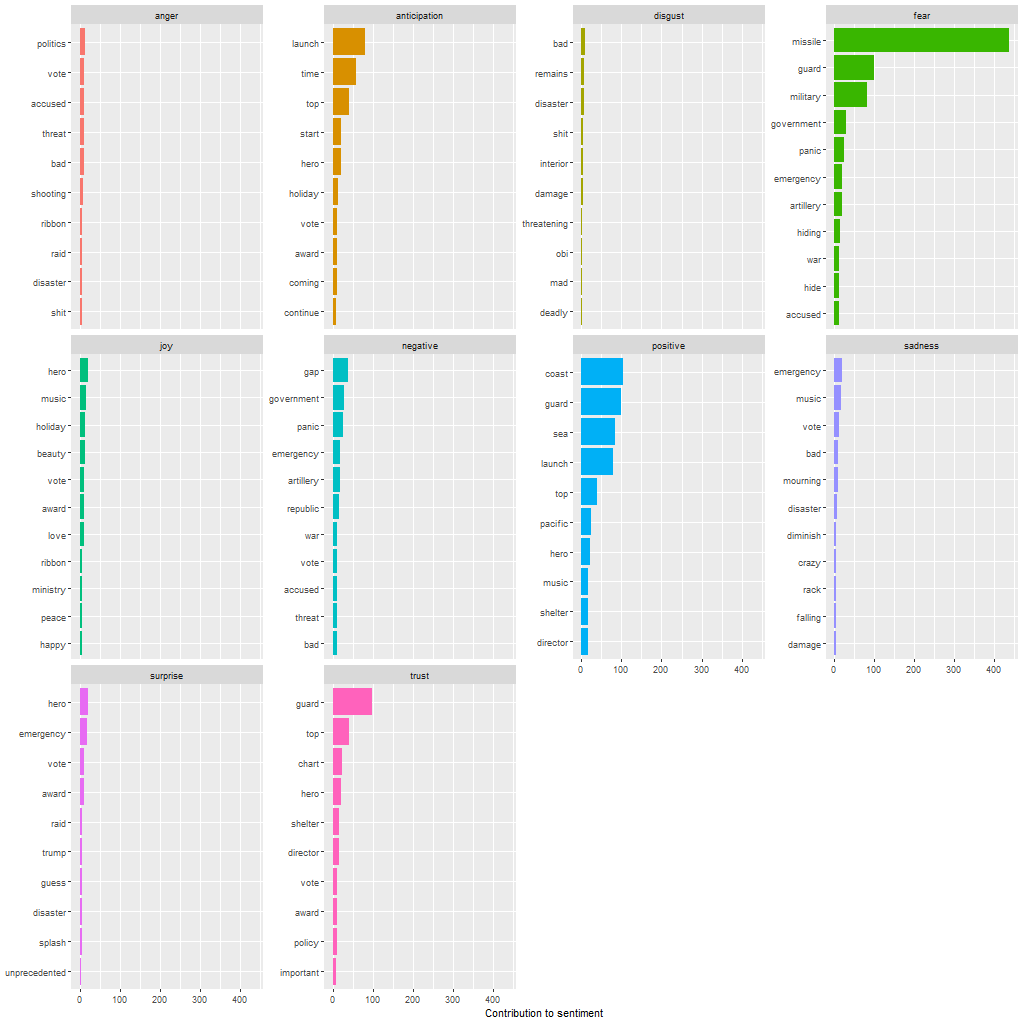 anger
politics
vote
accused
threat
bad
shooting
ribbon
raid
disaster
shit
anticipation
launch
time
top
start
hero
holiday
vote
award
coming
continue
disgust
bad
remains
disaster
shit
interior
damage
threatening
obi
mad
deadly
fear
missile
guard
military
government
panic
emergency
artillery
hiding
war
hide
accused
joy
hero
music
holiday
beauty
vote
award
love
ribbon
ministry
peace
happy
negative
gap
government
panic
emergency
artillery
republic
war
vote
accused
threat
bad
positive
coast
guard
sea
launch
top
pacific
hero
music
shelter
director
0 100 200 300 400
sadness
emergency
music
vote
bad
mourning
disaster
diminish
crazy
rack
falling
damage
0 100 200 300 400
surprise
hero
emergency
vote
award
raid
trump
guess
disaster
splash
unprecedented
0 100 200 300 400
trust
guard
top
chart
hero
shelter
director
vote
award
policy
important
0 100 200 300 400
Contribution to sentiment